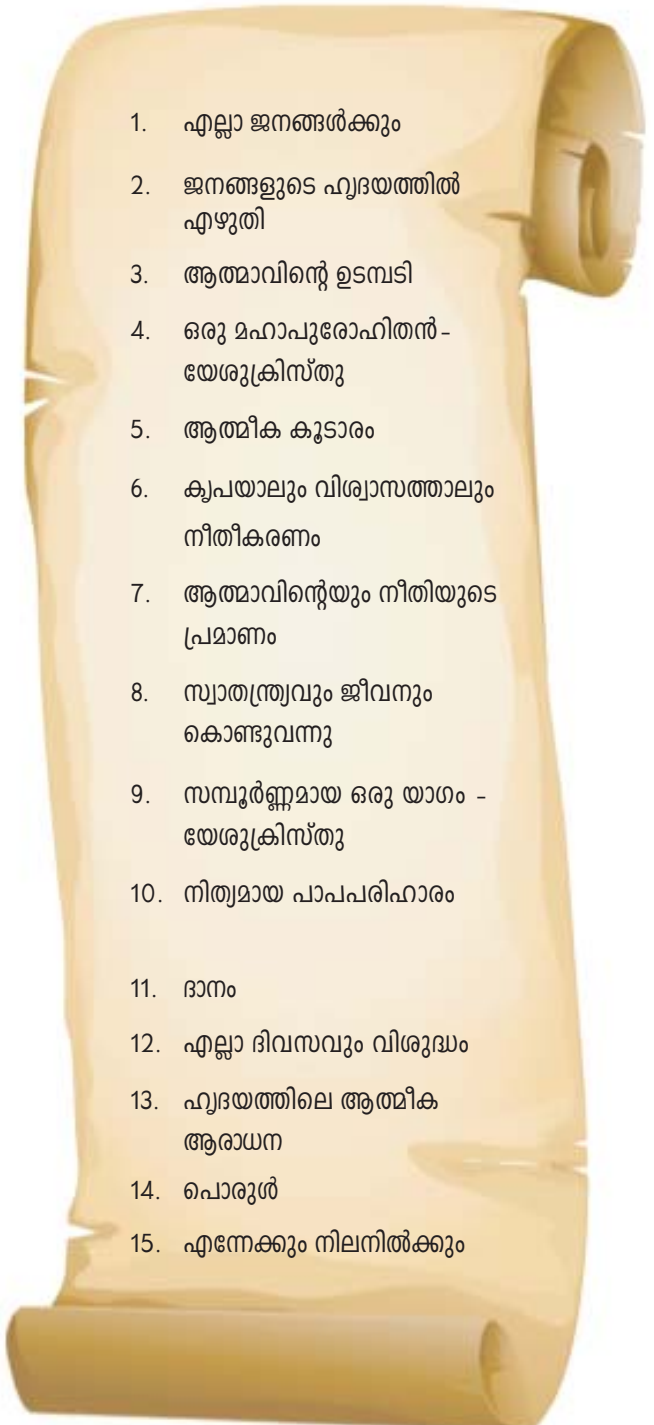 1. എല്ലാ ജനങ്ങൾക്കും
2. ജനങ്ങളുടെ ഹൃദയത്തിൽ
എഴുതി
3. ആത്മാവിന്റെ ഉടമ്പടി
4. ഒരു മഹാപുരോഹിതൻ-
യേശുക്രിസ്തു
5. ആത്മീക കൂടാരം
6. കൃപയാലും വിശ്വാസത്താലും
നീതീകരണം
7. ആത്മാവിന്റെയും നീതിയുടെ
പ്രമാണം
8. സ്വാതന്ത്ര്യവും ജീവനും
കൊണ്ടുവന്നു
9. സമ്പൂർണ്ണമായ ഒരു യാഗം -
യേശുക്രിസ്തു
10. നിത്യമായ പാപപരിഹാരം
11. ദാനം
12. എല്ലാ ദിവസവും വിശുദ്ധം
13. ഹൃദയത്തിലെ ആത്മീക
ആരാധന
14. പൊരുൾ
15. എന്നേക്കും നിലനിൽക്കും